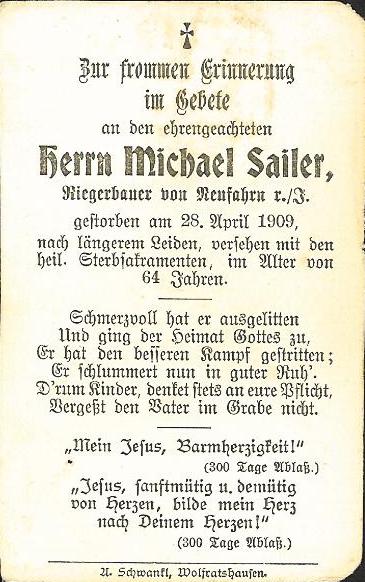 Zur frommen Erinnerung
im Gebete
an den ehrengeachteten
Herrn Michael Sailer,
Riegerbauer von Neufahrn r./J.
gestorben am 28. April 1909,
nach längerem Leiden, versehen mit den
heil. Sterbsakramenten, im Alter von
64 Jahren.
Schmerzvoll hat er ausgelitten
Und ging der Heimat Gottes zu,
Er hat den besseren Kampf gestritten;
Er schlummert nun in guter Ruh'.
D'rum Kinder, denket stets an eure Pflicht,
Vergeßt den Vater im Grabe nicht.
„Mein Jesus, Barmherzigkeit!"
(300 Tage Ablaß.)
„Jesus, sanftmütig u. demütig
von Herzen, bilde mein Herz
nach Deinem Herzen!"
(300 Tage Ablaß.)
A. Schwankl, Wolfratshausen.